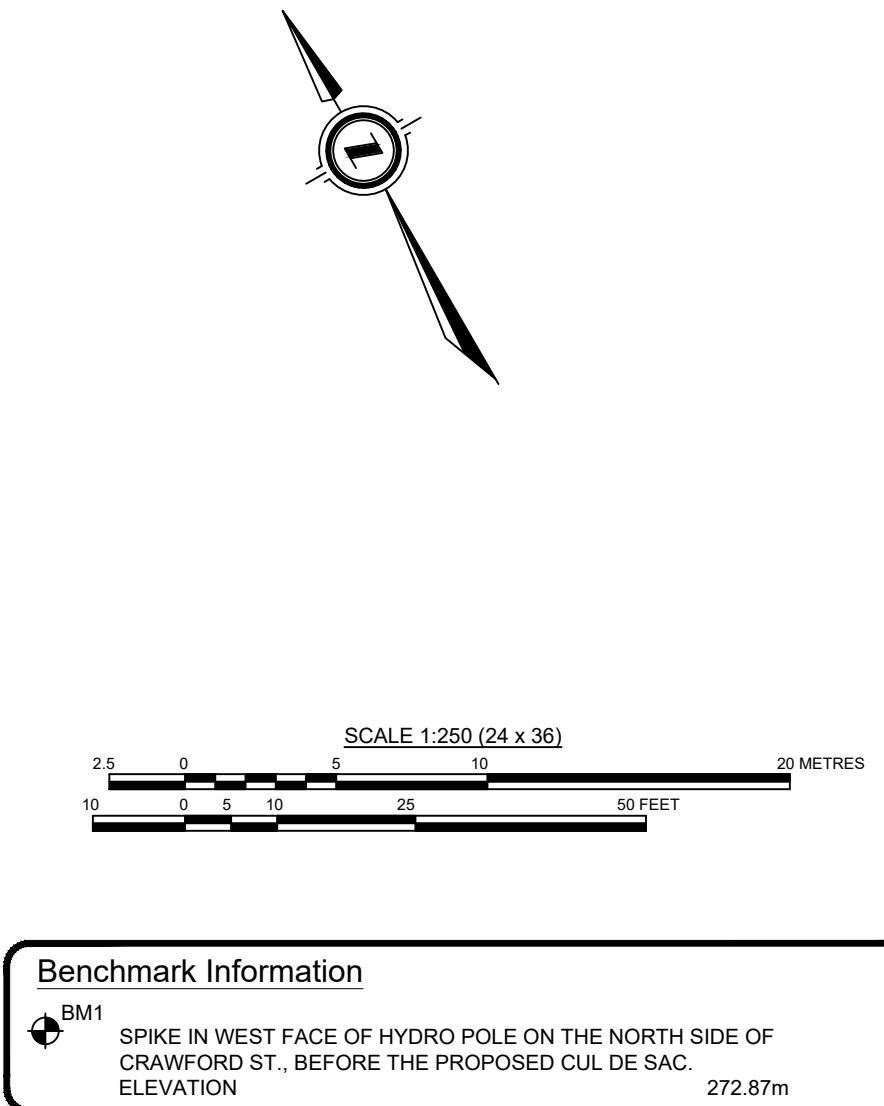 SCALE 1:250 (24 x 36)
2.5 0 5 10 20 METRES
10 0 5 10 25 50 FEET
Benchmark Information
BM1
SPIKE IN WEST FACE OF HYDRO POLE ON THE NORTH SIDE OF
CRAWFORD ST., BEFORE THE PROPOSED CUL DE SAC.
ELEVATION 272.87m